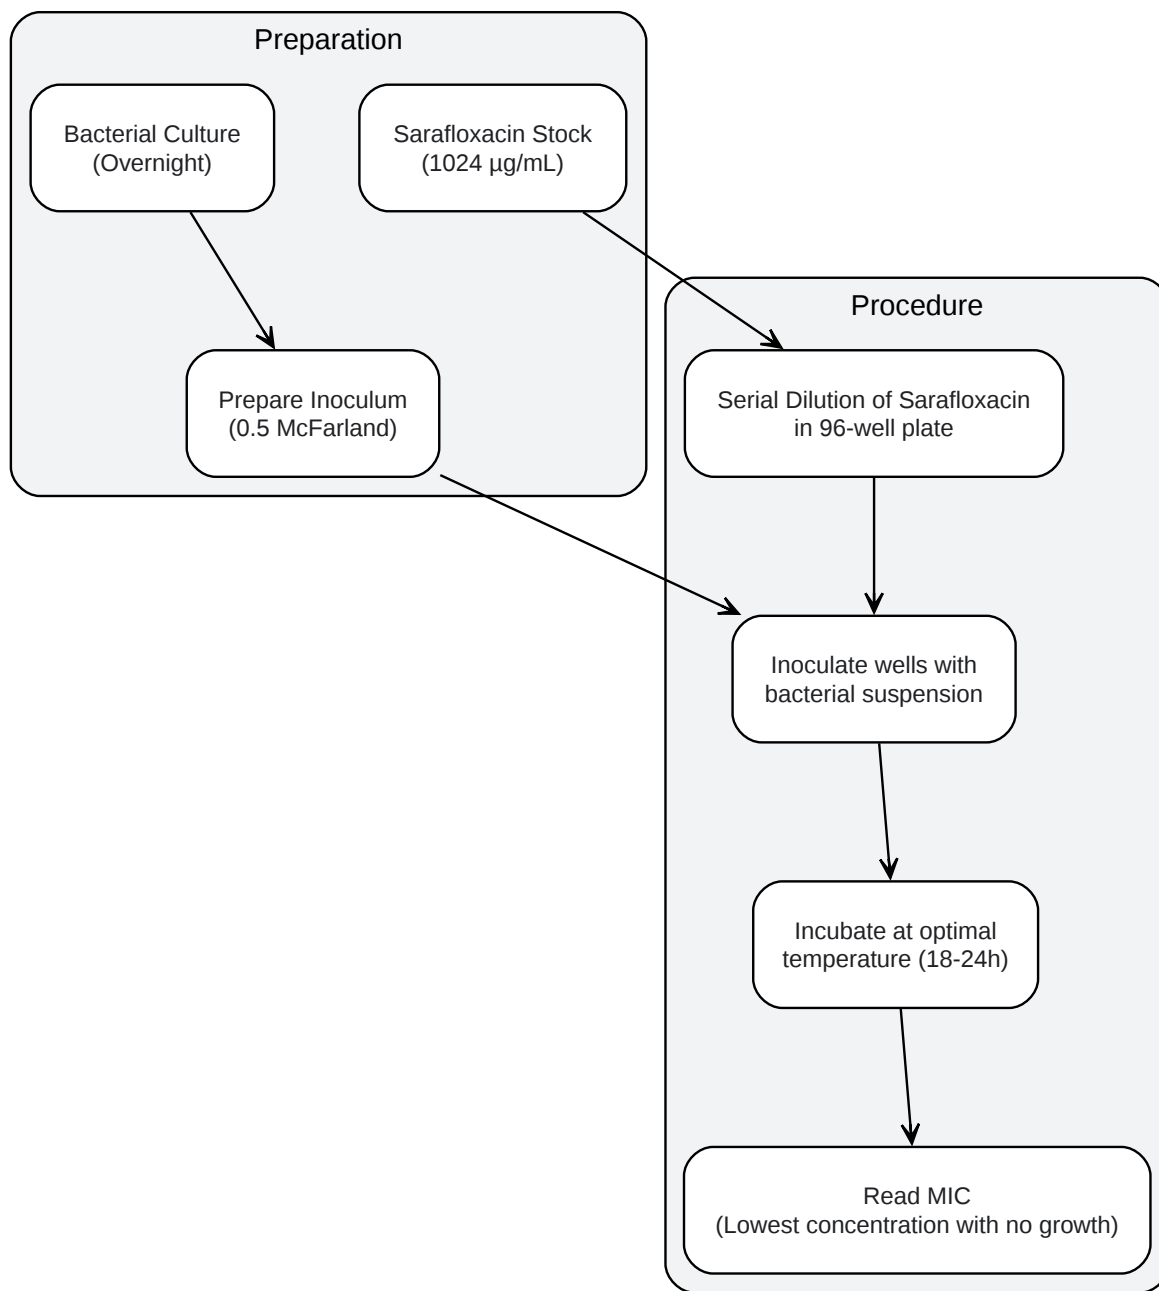 Preparation
Bacterial Culture
(Overnight)
Sarafloxacin Stock
(1024 µg/mL)
Prepare Inoculum
(0.5 McFarland)
Procedure
Serial Dilution of Sarafloxacin
in 96-well plate
Inoculate wells with
bacterial suspension
Incubate at optimal
temperature (18-24h)
Read MIC
(Lowest concentration with no growth)